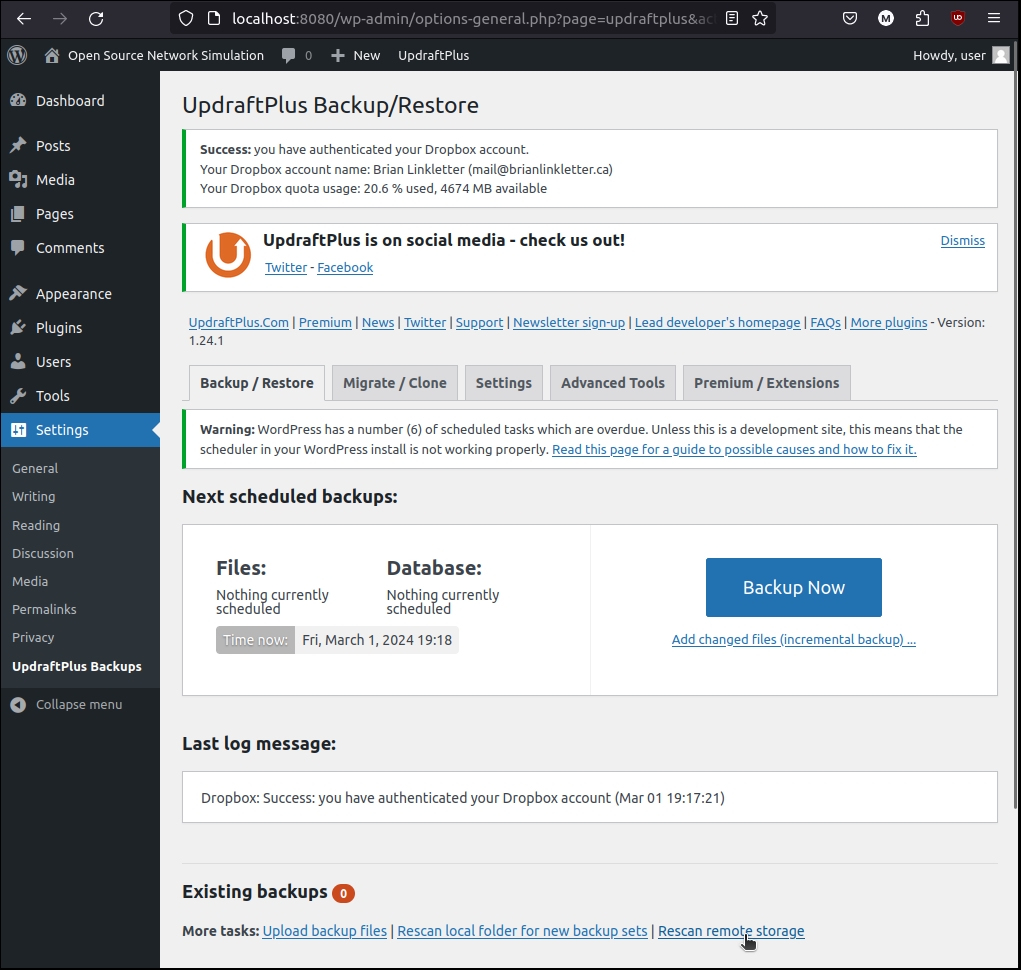 localhost:8080/wp-admin/options-general.php?page=updraftplus&ac
M
UD
Open Source Network Simulation 0 New UpdraftPlus Howdy, user
Dashboard
Posts
Media
Pages
Comments
Appearance
Plugins
Users
Tools
Settings
General
Writing
Reading
Discussion
Media
Permalinks
Privacy
UpdraftPlus Backups
Collapse menu
UpdraftPlus Backup/Restore
Success: you have authenticated your Dropbox account.
Your Dropbox account name: Brian Linkletter (mail@brianlinkletter.ca)
Your Dropbox quota usage: 20.6 % used, 4674 MB available
UpdraftPlus is on social media - check us out!
Dismiss
Twitter - Facebook
UpdraftPlus.Com | Premium | News | Twitter | Support | Newsletter sign-up | Lead developer's homepage | FAQs | More plugins - Version:
1.24.1
Backup / Restore Migrate / Clone Settings Advanced Tools Premium / Extensions
Warning: WordPress has a number (6) of scheduled tasks which are overdue. Unless this is a development site, this means that the
scheduler in your WordPress install is not working properly. Read this page for a guide to possible causes and how to fix it.
Next scheduled backups:
Files:
Nothing currently
scheduled
Database:
Nothing currently
scheduled
Time now: Fri, March 1, 2024 19:18
Backup Now
Add changed files (incremental backup) ...
Last log message:
Dropbox: Success: you have authenticated your Dropbox account (Mar 01 19:17:21)
Existing backups 0
More tasks: Upload backup files | Rescan local folder for new backup sets | Rescan remote storage